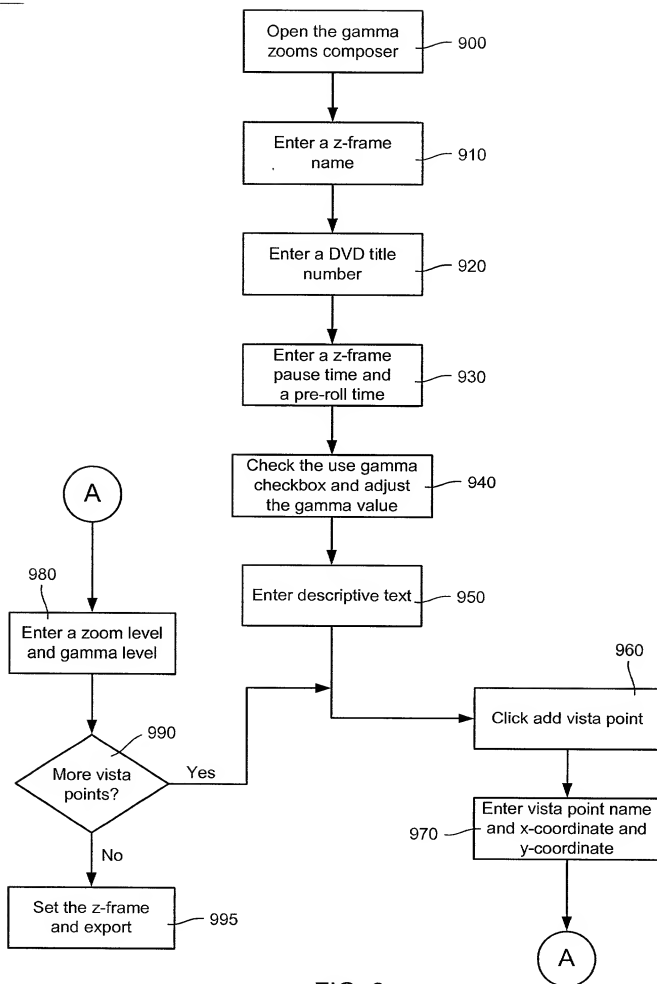 Open the gamma
zooms composer
900
Enter a z-frame
name
910
Enter a DVD title
number
920
Enter a z-frame
pause time and
a pre-roll time
930
Check the use gamma
checkbox and adjust
the gamma value
940
Enter descriptive text
950
960
Click add vista point
Enter vista point name
and x-coordinate and
y-coordinate
970
A
A
980
Enter a zoom level
and gamma level
990
More vista
points?
Yes
No
Set the z-frame
and export
995